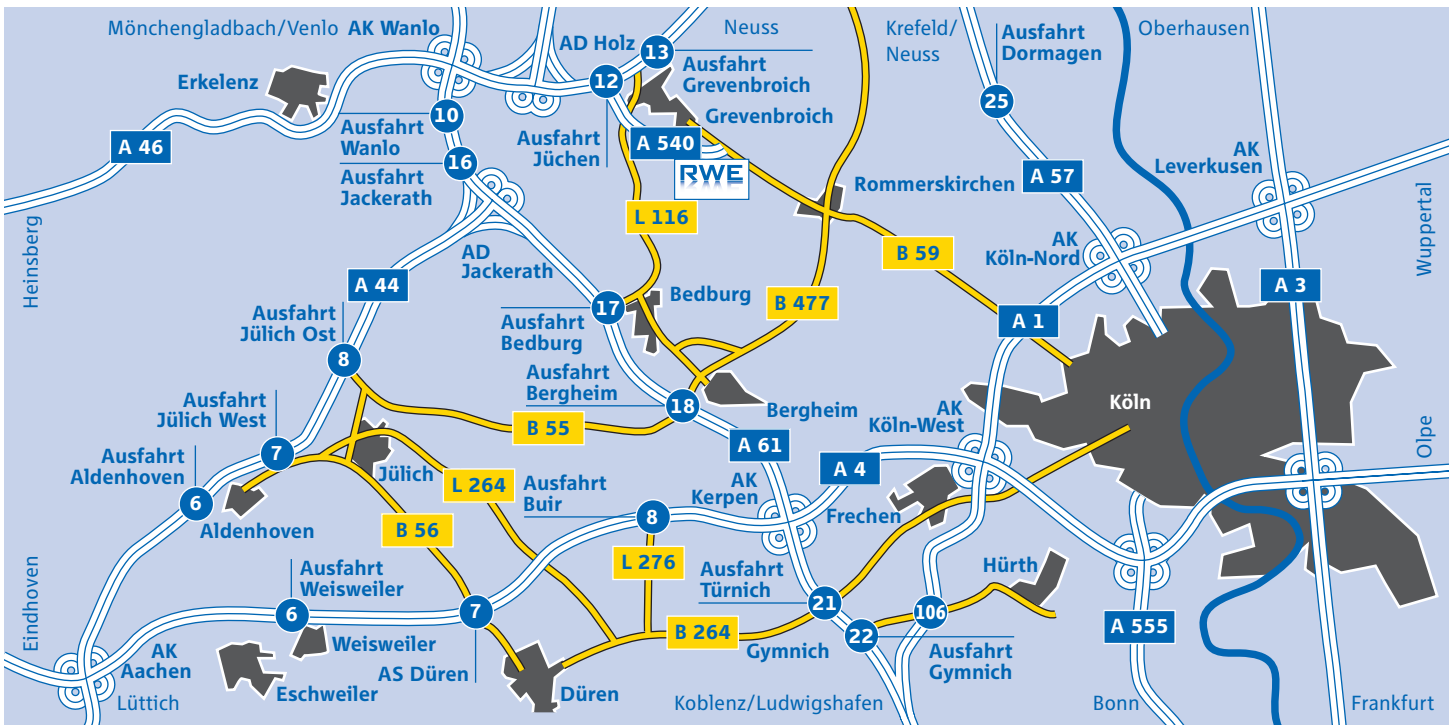 Mönchengladbach/Venlo AK Wanlo
Neuss
Krefeld/
Neuss
Ausfahrt
Dormagen
Oberhausen
AD Holz
13
Ausfahrt
Grevenbroich
Erkelenz
12
Grevenbroich
25
10
Ausfahrt
Wanlo
Ausfahrt
Jüchen
A 46
A 540
AK
Leverkusen
16
Ausfahrt
Jackerath
RWE
Rommerskirchen
A 57
L 116
Heinsberg
Wuppertal
AD
Jackerath
B 59
AK
Köln-Nord
A 44
A 3
Bedburg
B 477
17
Ausfahrt
Jülich Ost
Ausfahrt
Bedburg
A 1
8
Ausfahrt
Bergheim
Ausfahrt
Jülich West
18
Bergheim
AK
Köln-West
Köln
B 55
A 61
Olpe
7
Ausfahrt
Aldenhoven
Jülich
A 4
L 264
Ausfahrt
Buir
AK
Kerpen
6
Aldenhoven
8
Frechen
B 56
L 276
Hürth
Eindhoven
Ausfahrt
Weisweiler
Ausfahrt
Türnich
6
7
21
106
A 555
Weisweiler
B 264
22
Gymnich
Ausfahrt
Gymnich
AK
Aachen
AS Düren
Eschweiler
Düren
Lüttich
Koblenz/Ludwigshafen
Bonn
Frankfurt